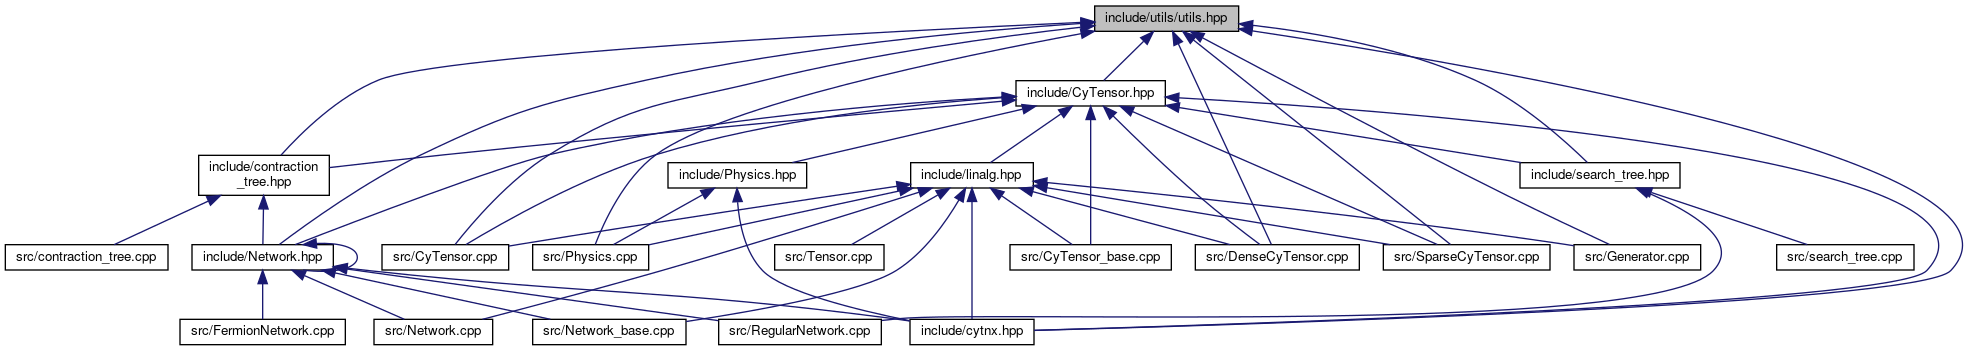 include/utils/utils.hpp
include/CyTensor.hpp
include/contraction
_tree.hpp
include/Physics.hpp
include/linalg.hpp
include/search_tree.hpp
src/contraction_tree.cpp
include/Network.hpp
src/CyTensor.cpp
src/Physics.cpp
src/Tensor.cpp
src/CyTensor_base.cpp
src/DenseCyTensor.cpp
src/SparseCyTensor.cpp
src/Generator.cpp
src/search_tree.cpp
src/FermionNetwork.cpp
src/Network.cpp
src/Network_base.cpp
src/RegularNetwork.cpp
include/cytnx.hpp